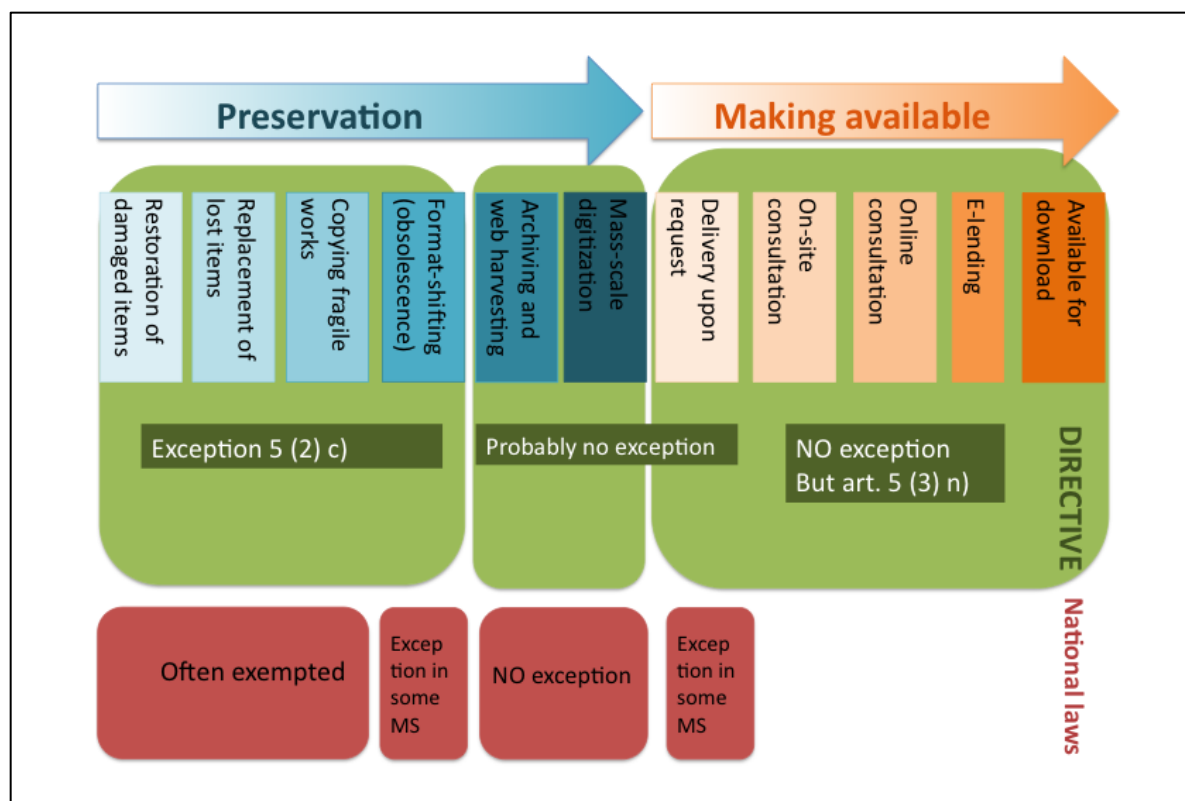 Preservation
Making available
Restoration of
damaged items
Replacement of
lost items
Copying fragile
works
Format-shifting
(obsolescence)
Archiving and
web harvesting
Mass-scale
digitization
Delivery upon
request
On-site
consultation
Online
consultation
E-lending
Available for
download
Exception 5 (2) c)
Probably no exception
NO exception
But art. 5 (3) n)
DIRECTIVE
Often exempted
Excep
tion in
some
MS
NO exception
Excep
tion in
some
MS
National laws